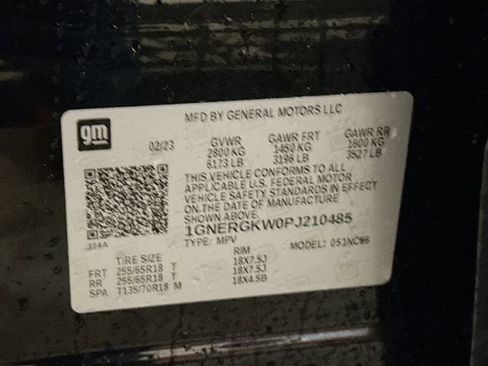 MFD BY GENERAL MOTORS LLC
gm
02/23
GVWR GAWR FRT GAWR RR
2800 KG 1450 KG 1600 KG
6173 LB 3196 LB 3527 LB
THIS VEHICLE CONFORMS TO ALL
APPLICABLE U.S. FEDERAL MOTOR
VEHICLE SAFETY STANDARDS IN EFFECT
ON THE DATE OF MANUFACTURE
SHOWN ABOVE.
1GNERGKW0PJ210485
TYPE: MPV MODEL: 051NC56
TIRE SIZE RIM
FRT 255/65R18 T 18X7.5J
RR 255/65R18 T 18X7.5J
SPA T135/70R18 M 18X4.5B